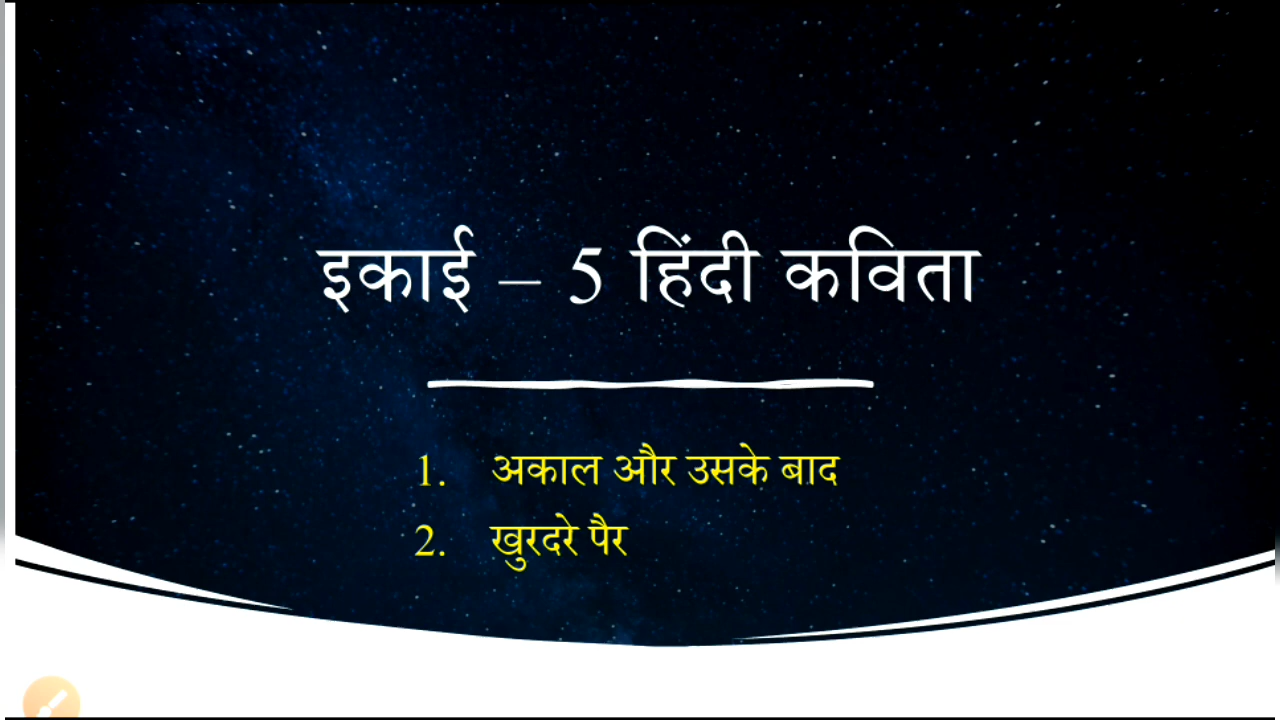 इकाई – 5 हिंदी कविता
1. अकाल और उसके बाद
2. खुरदरे पैर